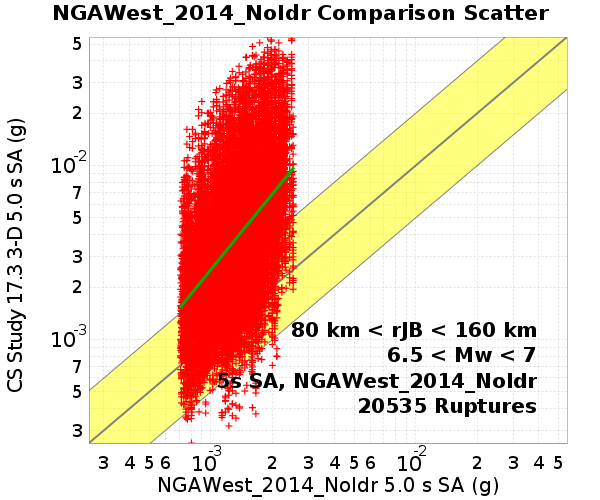 NGAWest_2014_NoIdr Comparison Scatter
CS Study 17.3 3-D 5.0 s SA (g)
5
3
2
10-2
7
5
3
2
10-3
7
5
3
80 km < rJB < 160 km
6.5 < Mw < 7
5s SA, NGAWest_2014_NoIdr
20535 Ruptures
3 4 5 6 10-3 2 3 4 5 6 10-2 2 3 4 5
NGAWest_2014_NoIdr 5.0 s SA (g)